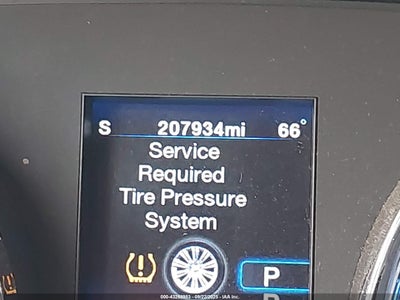 S 207934mi 66°
Service
Required
Tire Pressure
System
P